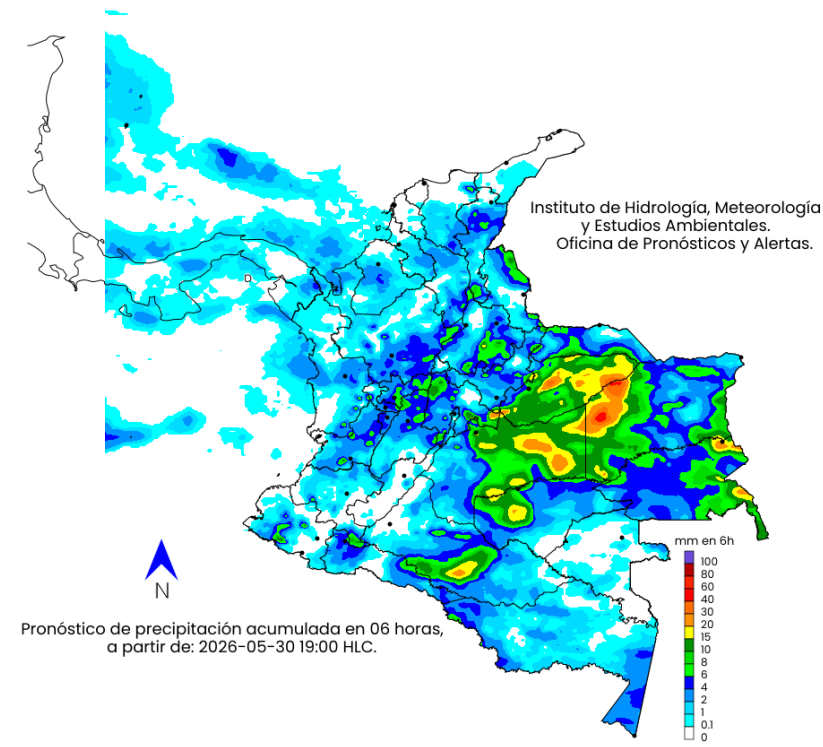 Instituto de Hidrología, Meteorología
y Estudios Ambientales.
Oficina de Pronósticos y Alertas.
mm en 6h
100
80
60
40
30
20
15
10
8
6
4
2
1
0.1
0
N
Pronóstico de precipitación acumulada en 06 horas,
a partir de: 2026-05-30 19:00 HLC.